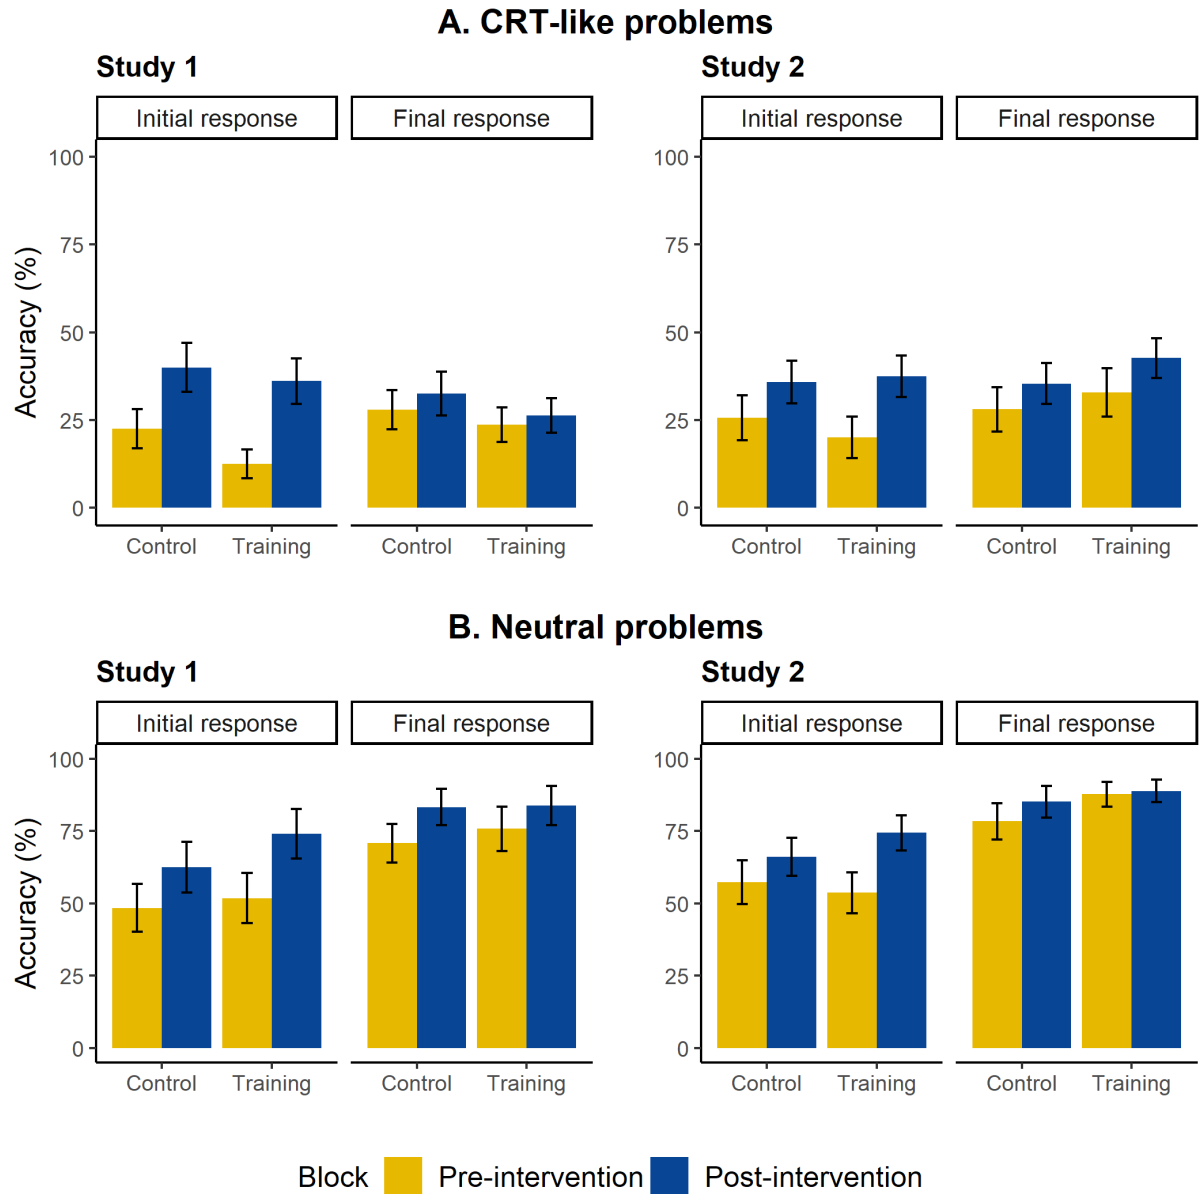 A. CRT-like problems
Study 1
Study 2
Initial response
Final response
Initial response
Final response
Accuracy (%)
100
75
50
25
0
100
75
50
25
0
Control
Training
Control
Training
Control
Training
Control
Training
B. Neutral problems
Study 1
Study 2
Initial response
Final response
Initial response
Final response
Accuracy (%)
100
75
50
25
0
100
75
50
25
0
Control
Training
Control
Training
Control
Training
Control
Training
Block Pre-intervention Post-intervention